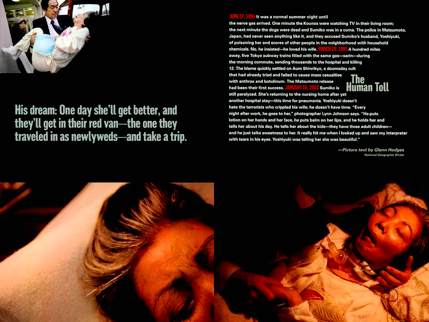 JUNE 27, 1994 It was a normal summer night until
the nerve gas arrived. One minute the Kounos were watching TV in their living room;
the next minute the dogs were dead and Sumiko was in a coma. The police in Matsumoto,
Japan, had never seen anything like it, and they accused Sumiko's husband, Yoshiyuki,
of poisoning her and scores of other people in the neighborhood with household
chemicals. No, he insisted—he loved his wife. A hundred miles
away, five Tokyo subway trains filled with the same gas—sarin—during
the morning commute, sending thousands to the hospital and killing
12. The blame quickly settled on Aum Shinrikyo, a doomsday cult
that had already tried and failed to cause mass casualties
with anthrax and botulinum. The Matsumoto release
had been their first success. Sumiko is
still paralyzed. She's returning to the nursing home after yet
another hospital stay—this time for pneumonia. Yoshiyuki doesn't
hate the terrorists who crippled his wife; he doesn't have time. "Every
night after work, he goes to her," photographer Lynn Johnson says. "He puts
lotion on her hands and her face, he puts balm on her lips, and he holds her and
tells her about his day. He tells her about the kids—they have three adult children—
and he just talks sweetness to her. It really hit me when I looked up and saw my interpreter
with tears in his eyes. Yoshiyuki was telling her she was beautiful."
—Picture text by Glenn Hodges
National Geographic Writer
The
Human Toll
His dream: One day she'll get better, and
they'll get in their red van—the one they
traveled in as newlyweds—and take a trip.